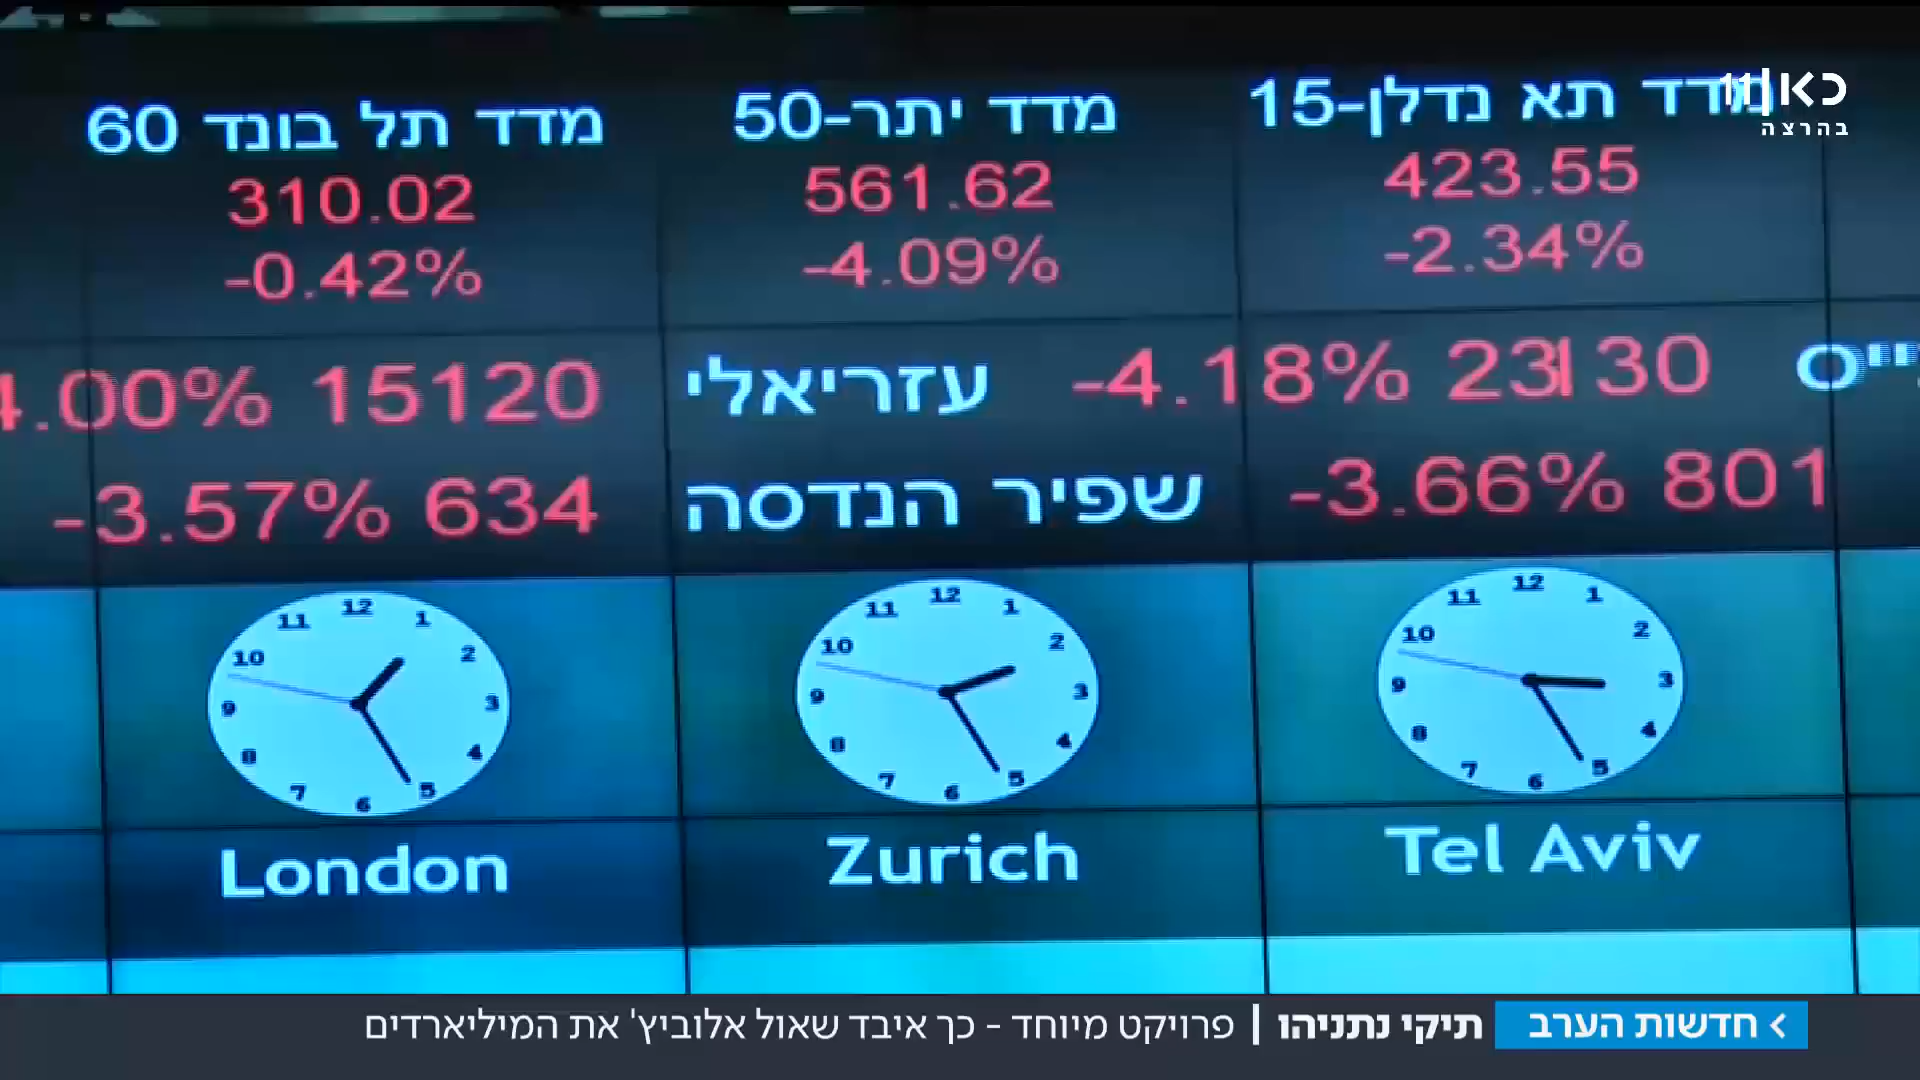 כאן 11
בהרצה
מדד תא נדלן-15
423.55
-2.34%
מדד יתר-50
561.62
-4.09%
מדד תל בונד 60
310.02
-0.42%
4.00% 15120 עזריאלי -4.18% 23130 ייס
-3.57% 634 שפיר הנדסה -3.66% 801
12 1 2 3 4 5 6 7 8 9 10 11
12 1 2 3 4 5 6 7 8 9 10 11
12 1 2 3 4 5 6 7 8 9 10 11
London
Zurich
Tel Aviv
חדשות הערב
תיקי נתניהו | פרויקט מיוחד - כך איבד שאול אלוביץ' את המיליארדים